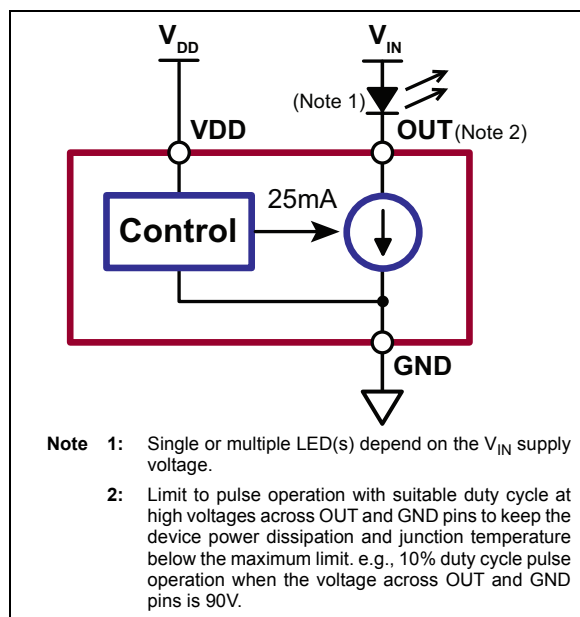 VDD VIN
(Note 1)
VDD OUT (Note 2)
25mA
Control
GND
Note 1: Single or multiple LED(s) depend on the VIN supply
voltage.
2: Limit to pulse operation with suitable duty cycle at
high voltages across OUT and GND pins to keep the
device power dissipation and junction temperature
below the maximum limit. e.g., 10% duty cycle pulse
operation when the voltage across OUT and GND
pins is 90V.